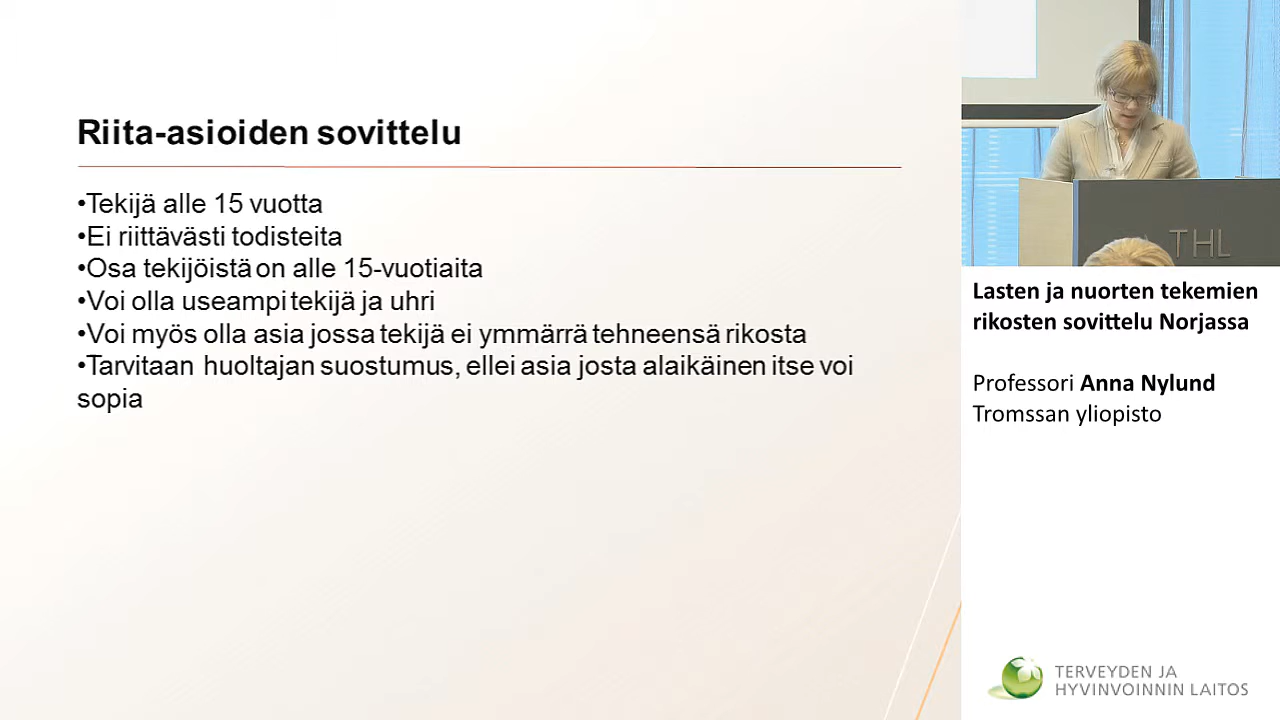 Riita-asioiden sovittelu
•Tekijä alle 15 vuotta
•Ei riittävästi todisteita
•Osa tekijöistä on alle 15-vuotiaita
•Voi olla useampi tekijä ja uhri
•Voi myös olla asia jossa tekijä ei ymmärrä tehneensä rikosta
•Tarvitaan huoltajan suostumus, ellei asia josta alaikäinen itse voi
sopia
THL
Lasten ja nuorten tekemien
rikosten sovittelu Norjassa
Professori Anna Nylund
Tromssan yliopisto
TERVEYDEN JA
HYVINVOINNIN LAITOS